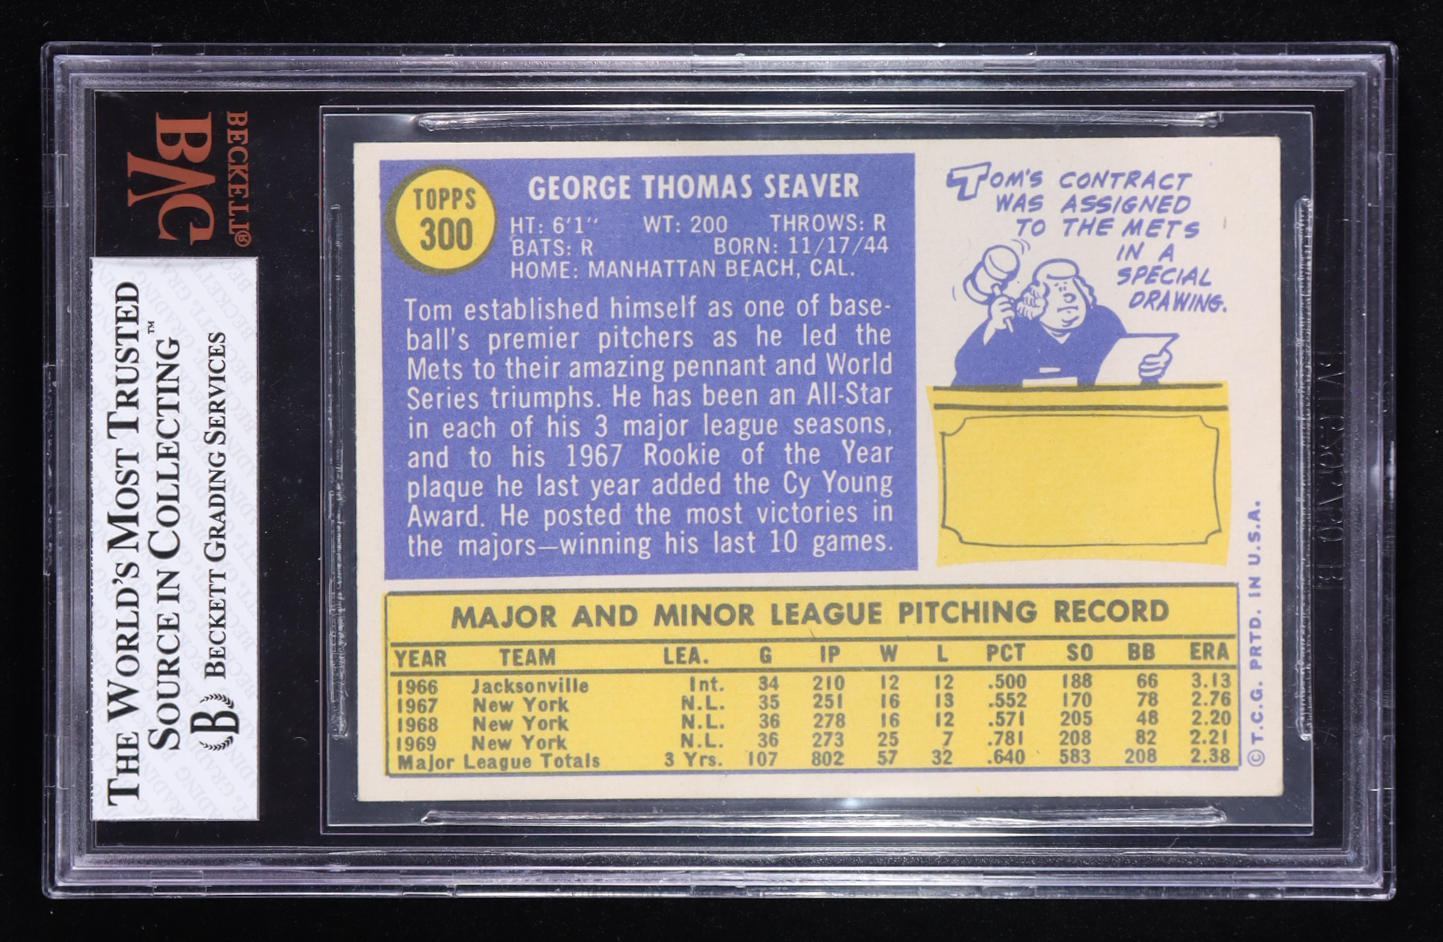 BECKETT®
BVG
THE WORLD'S MOST TRUSTED
SOURCE IN COLLECTING™
BECKETT GRADING SERVICES
TOPPS
300
GEORGE THOMAS SEAVER
HT: 6'1" WT: 200 THROWS: R
BATS: R BORN: 11/17/44
HOME: MANHATTAN BEACH, CAL.
Tom established himself as one of base-
ball's premier pitchers as he led the
Mets to their amazing pennant and World
Series triumphs. He has been an All-Star
in each of his 3 major league seasons,
and to his 1967 Rookie of the Year
plaque he last year added the Cy Young
Award. He posted the most victories in
the majors—winning his last 10 games.
TOM'S CONTRACT
WAS ASSIGNED
TO THE METS
IN A
SPECIAL
DRAWING.
MAJOR AND MINOR LEAGUE PITCHING RECORD
YEAR TEAM LEA. G IP W L PCT SO BB ERA
1966 Jacksonville Int. 34 210 12 12 .500 188 66 3.13
1967 New York N.L. 35 251 16 13 .552 170 78 2.76
1968 New York N.L. 36 278 16 12 .571 205 48 2.20
1969 New York N.L. 36 273 25 7 .781 208 82 2.21
Major League Totals 3 Yrs. 107 802 57 32 .640 583 208 2.38
© T.C.G. PRTD. IN U.S.A.